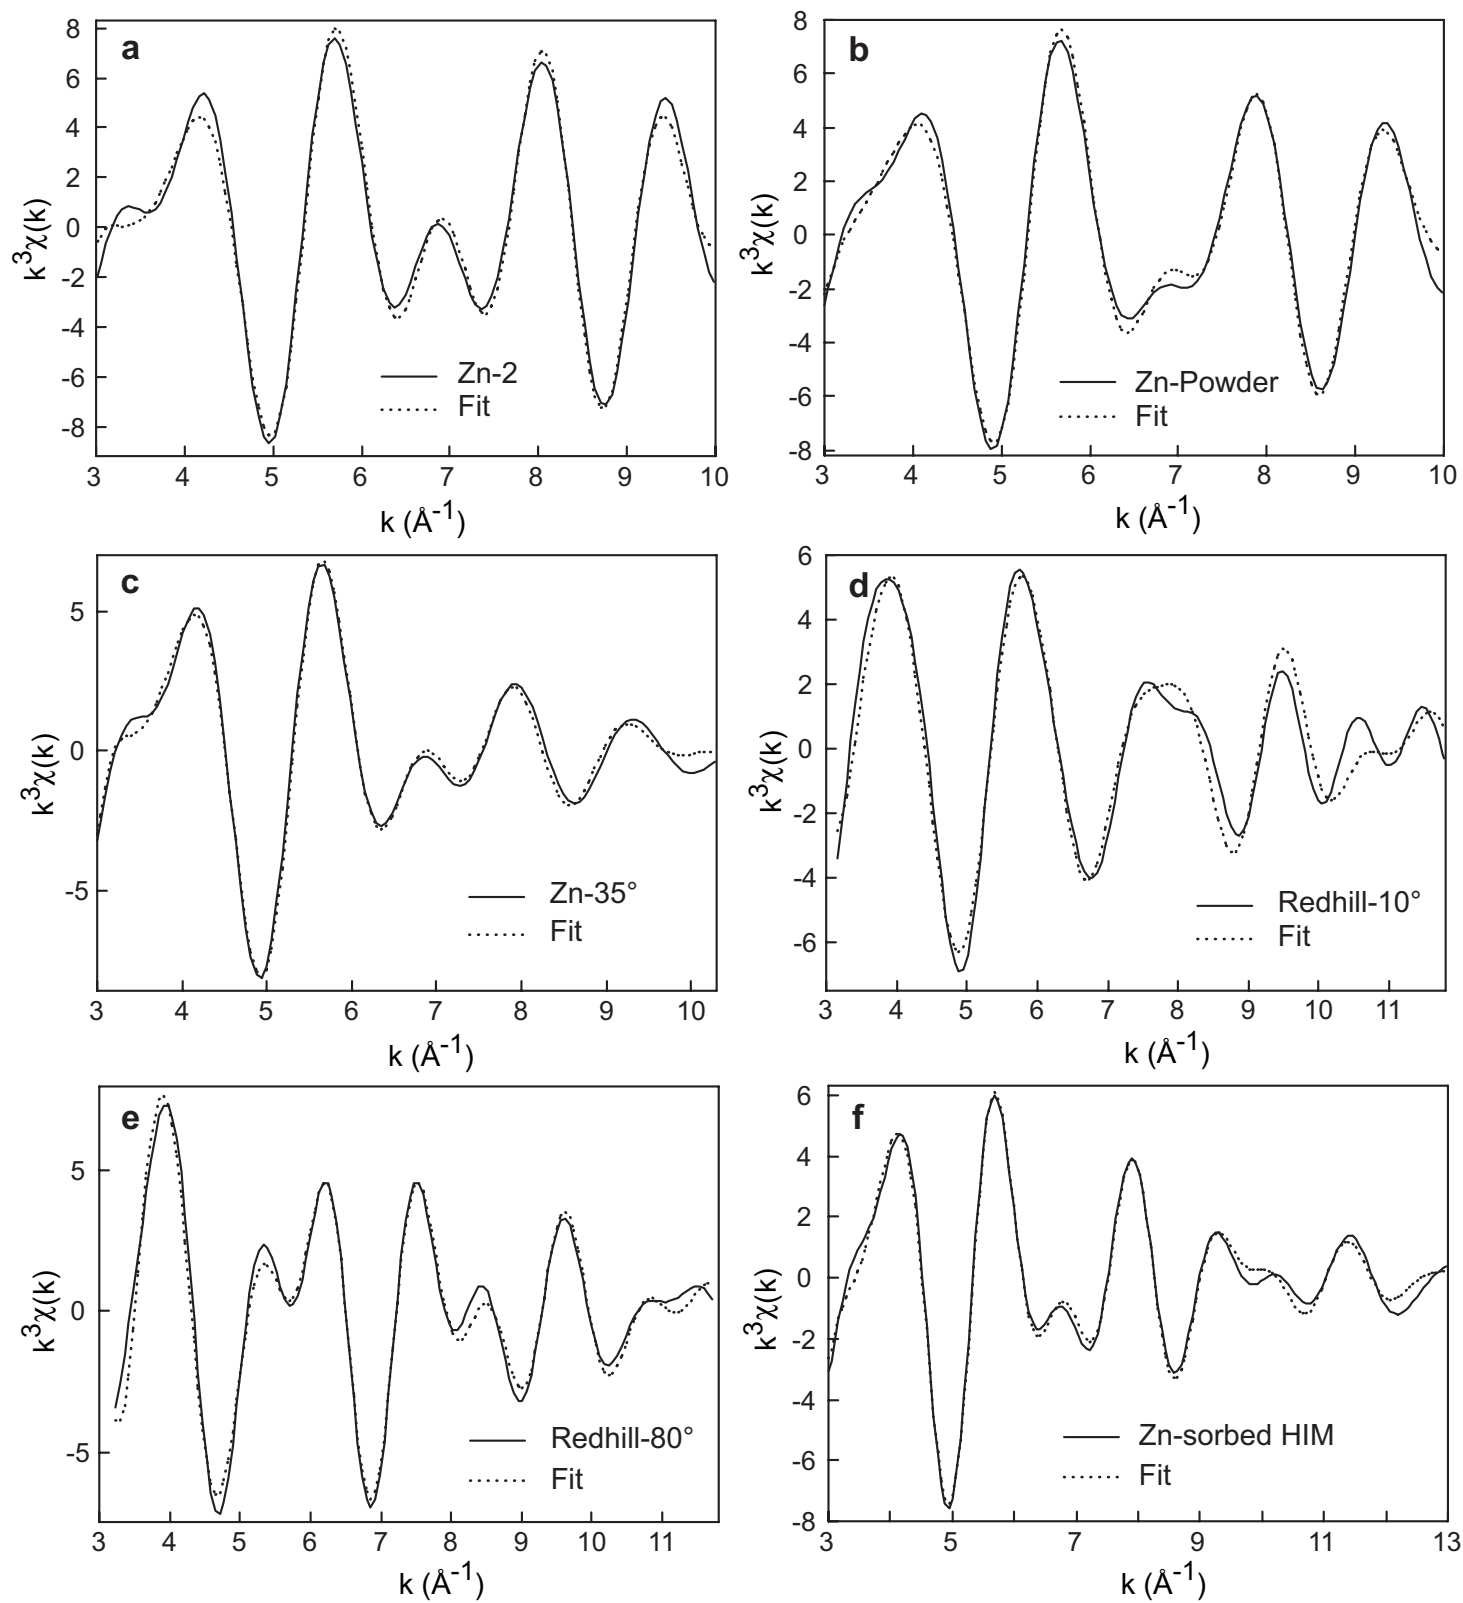 a
8
6
4
2
0
-2
-4
-6
-8
k³χ(k)
Zn-2
Fit
3 4 5 6 7 8 9 10
k (Å⁻¹)
b
8
6
4
2
0
-2
-4
-6
-8
k³χ(k)
Zn-Powder
Fit
3 4 5 6 7 8 9 10
k (Å⁻¹)
c
5
0
-5
k³χ(k)
Zn-35°
Fit
3 4 5 6 7 8 9 10
k (Å⁻¹)
d
6
4
2
0
-2
-4
-6
k³χ(k)
Redhill-10°
Fit
3 4 5 6 7 8 9 10 11
k (Å⁻¹)
e
5
0
-5
k³χ(k)
Redhill-80°
Fit
3 4 5 6 7 8 9 10 11
k (Å⁻¹)
f
6
4
2
0
-2
-4
-6
-8
k³χ(k)
Zn-sorbed HIM
Fit
3 5 7 9 11 13
k (Å⁻¹)